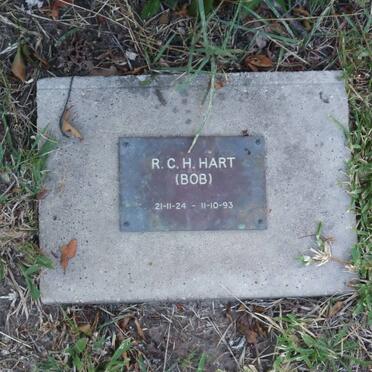 R. C. H. HART
(BOB)
21-11-24 - 11-10-93